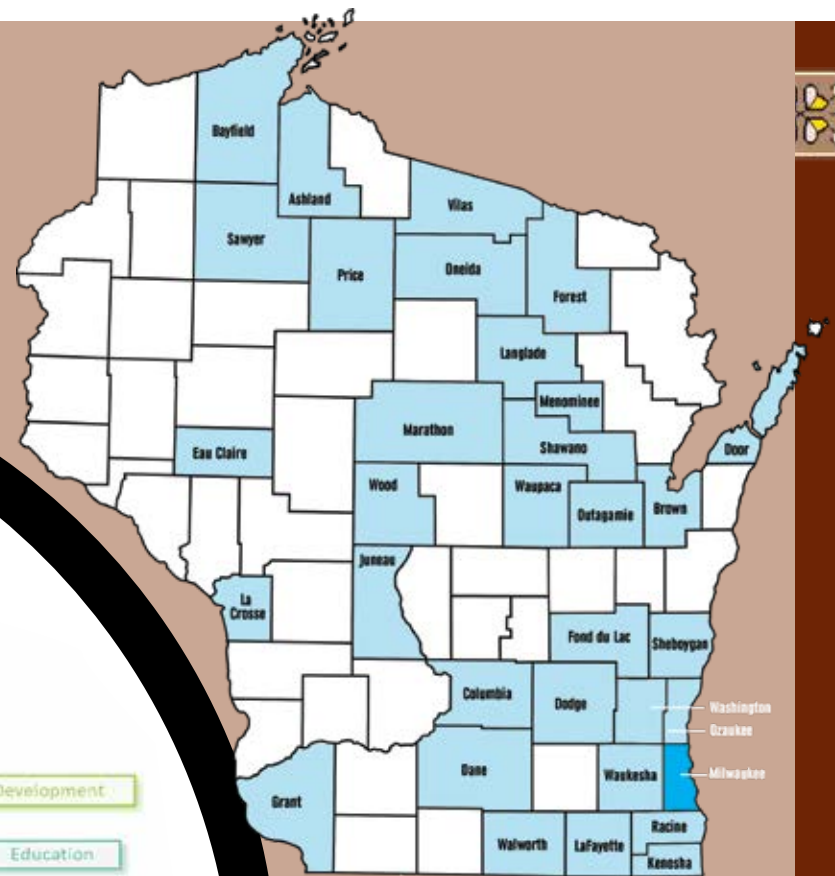 Bayfield
Ashland
Vilas
Sawyer
Oneida
Price
Forest
Langlade
Menominee
Marathon
Shawano
Door
Eau Claire
Wood
Waupaca
Outagamie
Brown
Juneau
La
Crosse
Fond du Lac
Sheboygan
Columbia
Dodge
Washington
Ozaukee
Dane
Waukesha
Milwaukee
Grant
Development
Racine
Walworth
LaFayette
Education
Kenosha